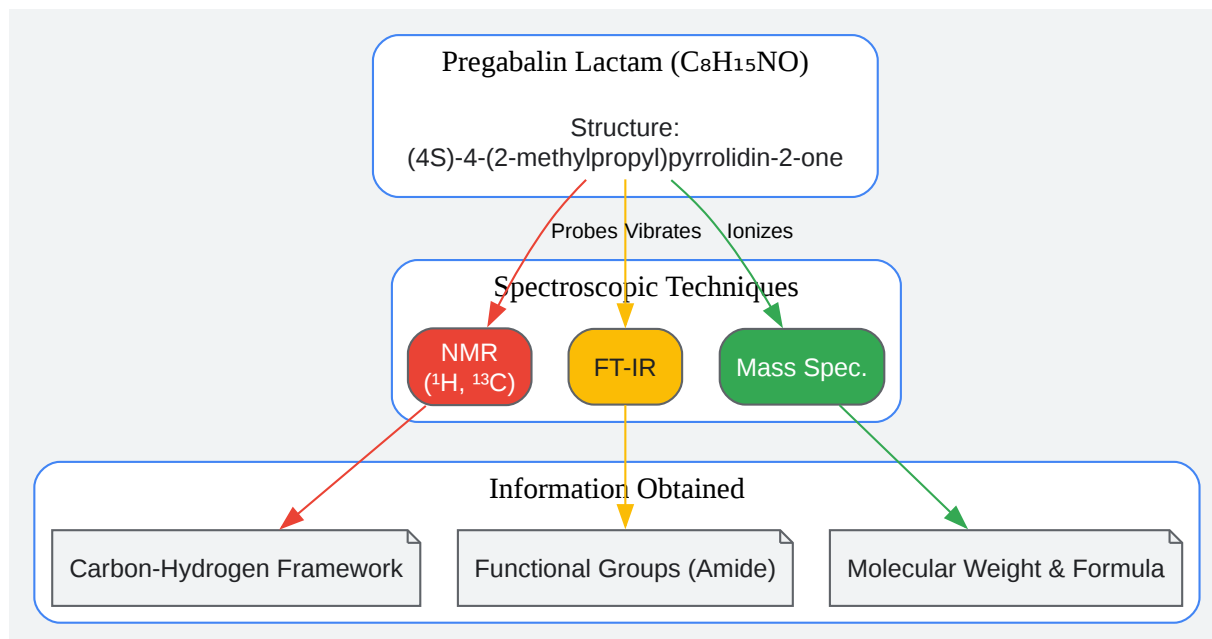 Pregabalin Lactam (C₈H₁₅NO)
Structure:
(4S)-4-(2-methylpropyl)pyrrolidin-2-one
Probes
Vibrates
Ionizes
Spectroscopic Techniques
NMR
(¹H, ¹³C)
FT-IR
Mass Spec.
Information Obtained
Carbon-Hydrogen Framework
Functional Groups (Amide)
Molecular Weight & Formula